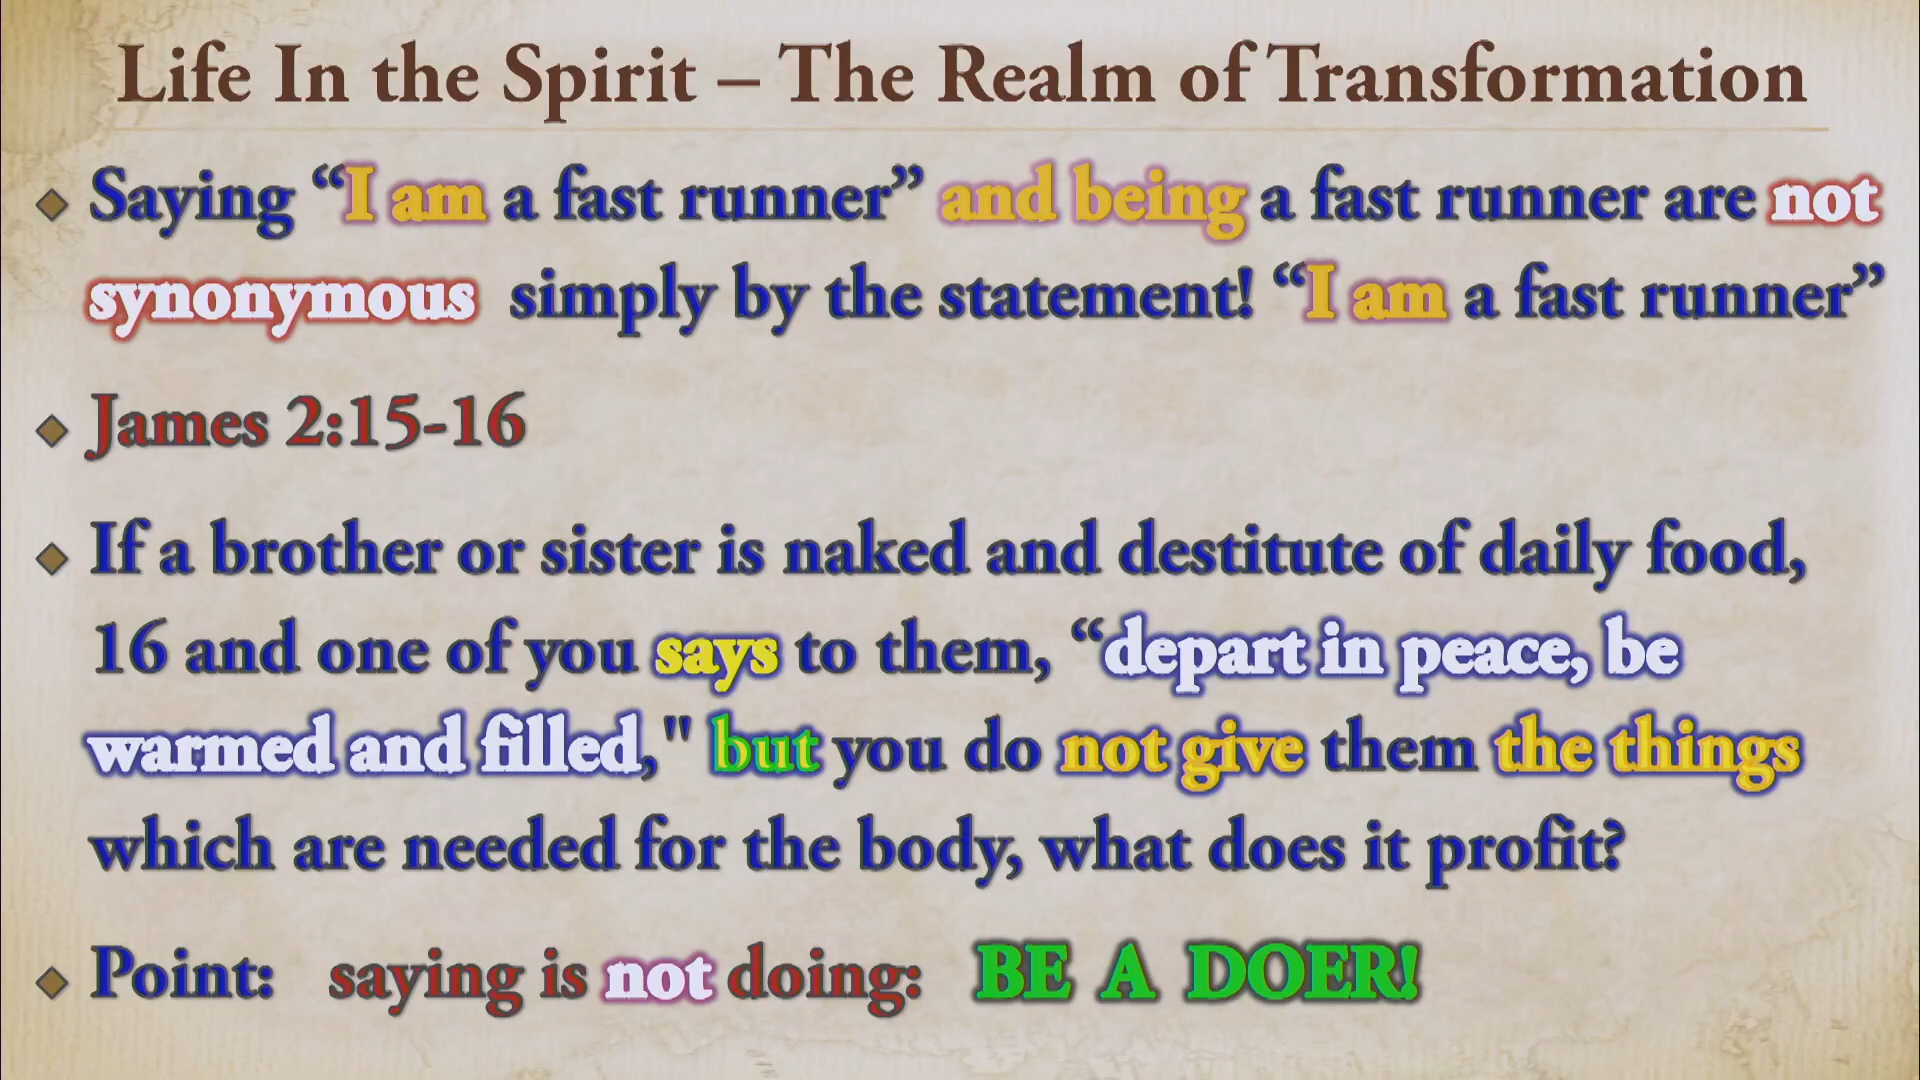 Life In the Spirit – The Realm of Transformation
Saying “I am a fast runner” and being a fast runner are not
synonymous simply by the statement! “I am a fast runner”
James 2:15-16
If a brother or sister is naked and destitute of daily food,
16 and one of you says to them, “depart in peace, be
warmed and filled," but you do not give them the things
which are needed for the body, what does it profit?
Point: saying is not doing: BE A DOER!